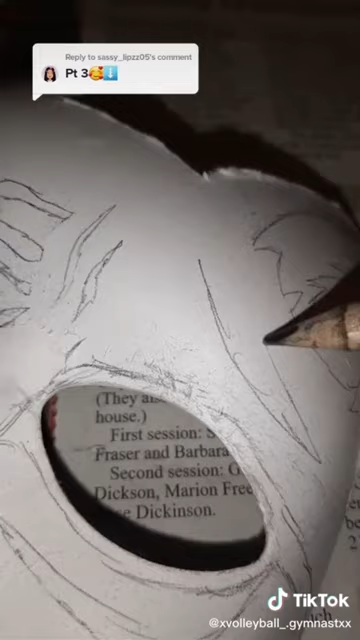 Reply to sassy_lipzz05's comment
Pt 3🥰⬇️
(They
house.)
First session:
Fraser and Barbara
Second session: G
Dickson, Marion Free
Dickinson.
TikTok
@xvolleyball_.gymnastxx